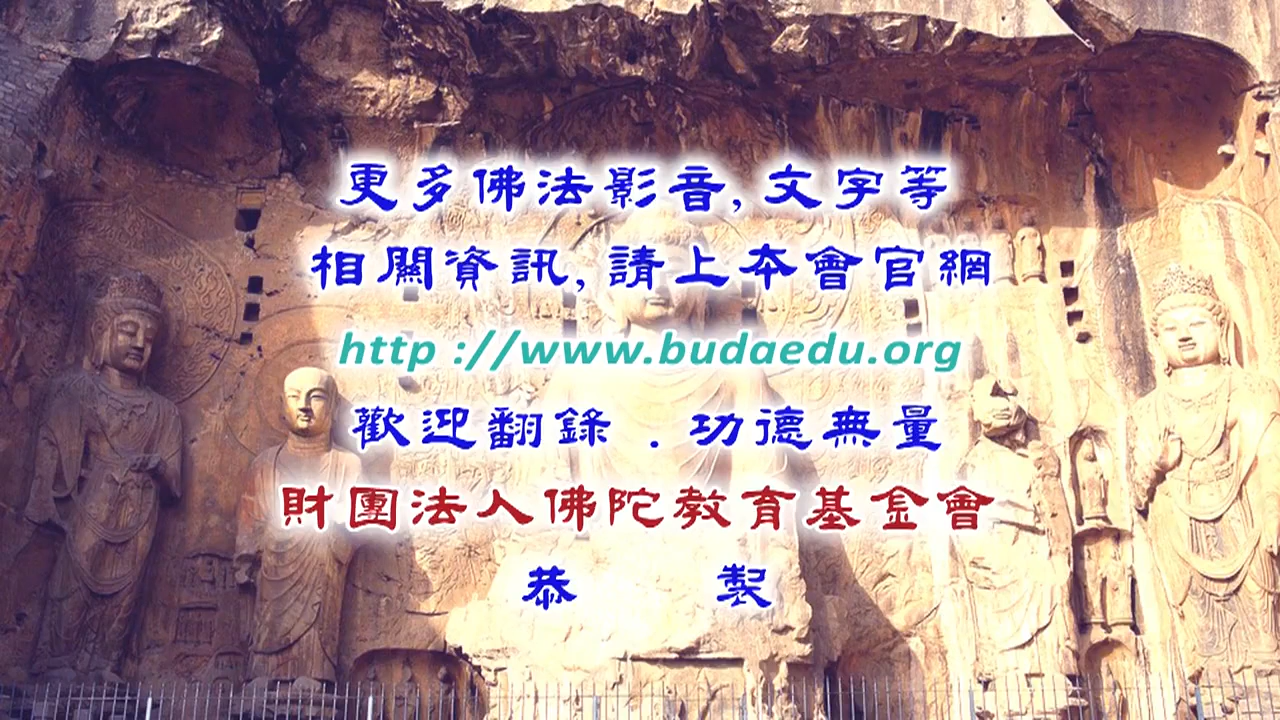 更多佛法影音,文字等
相關資訊,請上本會官網
http ://www.budaedu.org
歡迎翻錄 . 功德無量
財團法人佛陀教育基金會
恭 製